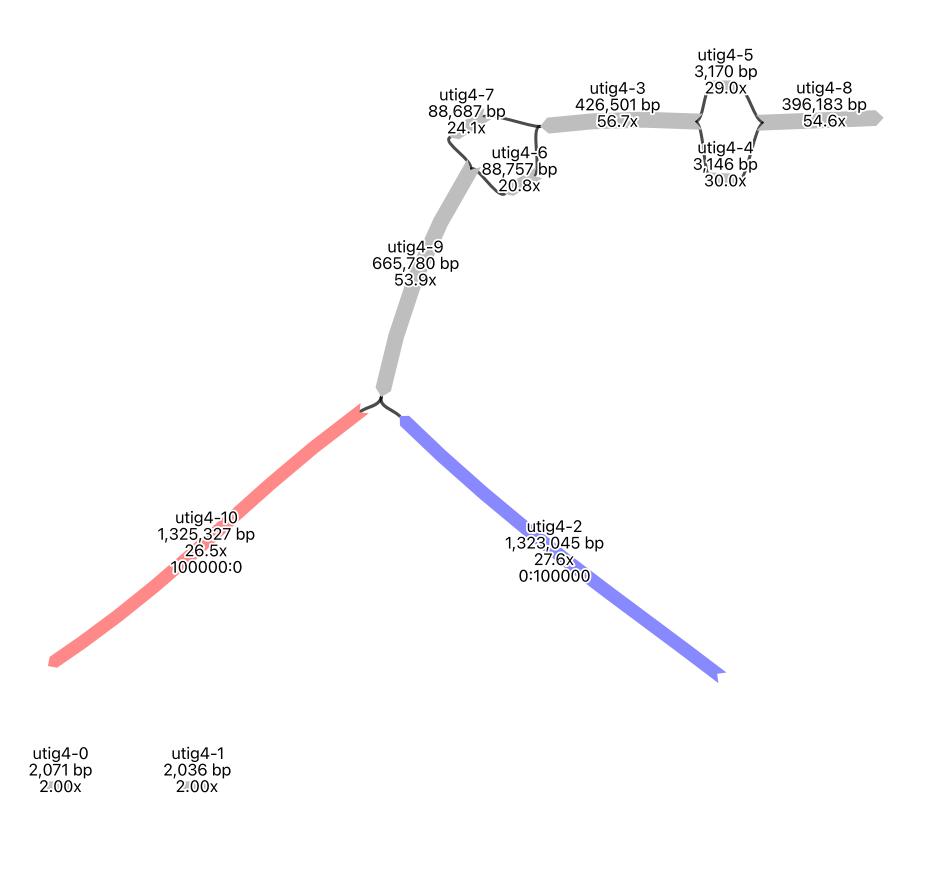 utig4-5
3,170 bp
29.0x
utig4-7
88,687 bp
24.1x
utig4-3
426,501 bp
56.7x
utig4-8
396,183 bp
54.6x
utig4-6
88,757 bp
20.8x
utig4-4
3,146 bp
30.0x
utig4-9
665,780 bp
53.9x
utig4-10
1,325,327 bp
26.5x
100000:0
utig4-2
1,323,045 bp
27.6x
0:100000
utig4-0
2,071 bp
2.00x
utig4-1
2,036 bp
2.00x